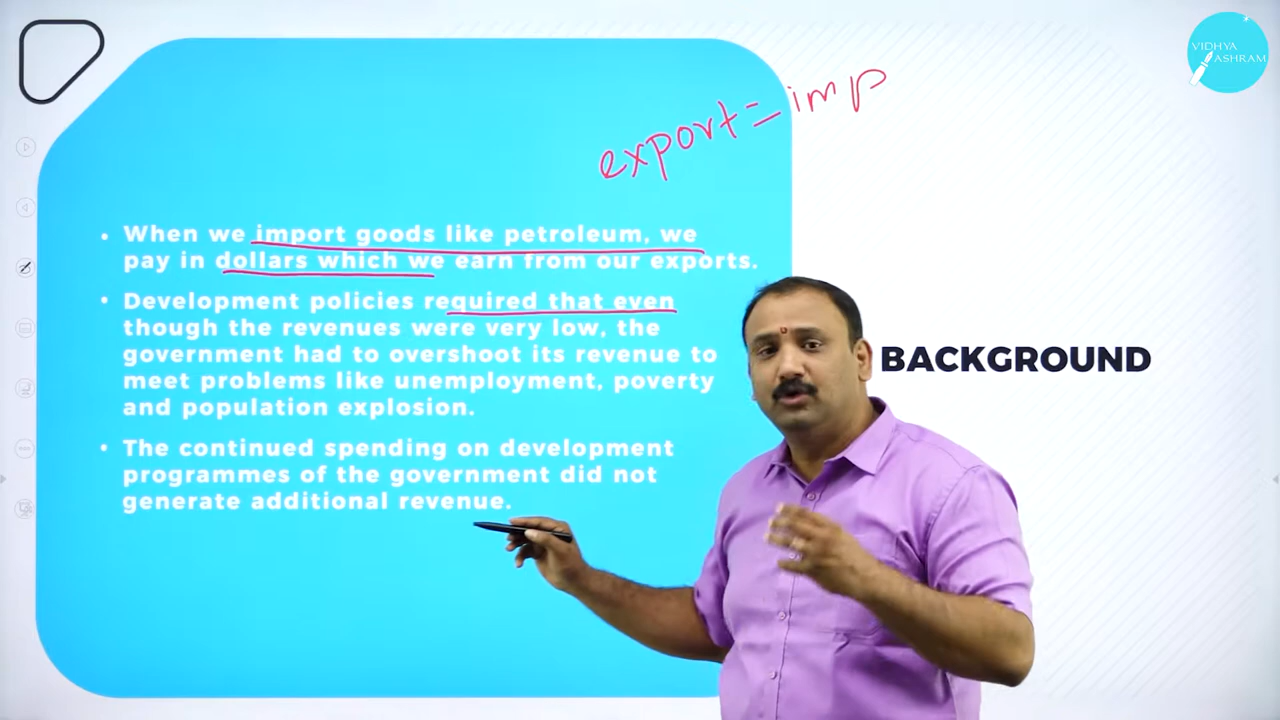 VIDHYA
ASHRAM
export = imp
• When we import goods like petroleum, we
pay in dollars which we earn from our exports.
• Development policies required that even
though the revenues were very low, the
government had to overshoot its revenue to
meet problems like unemployment, poverty
and population explosion.
• The continued spending on development
programmes of the government did not
generate additional revenue.
BACKGROUND